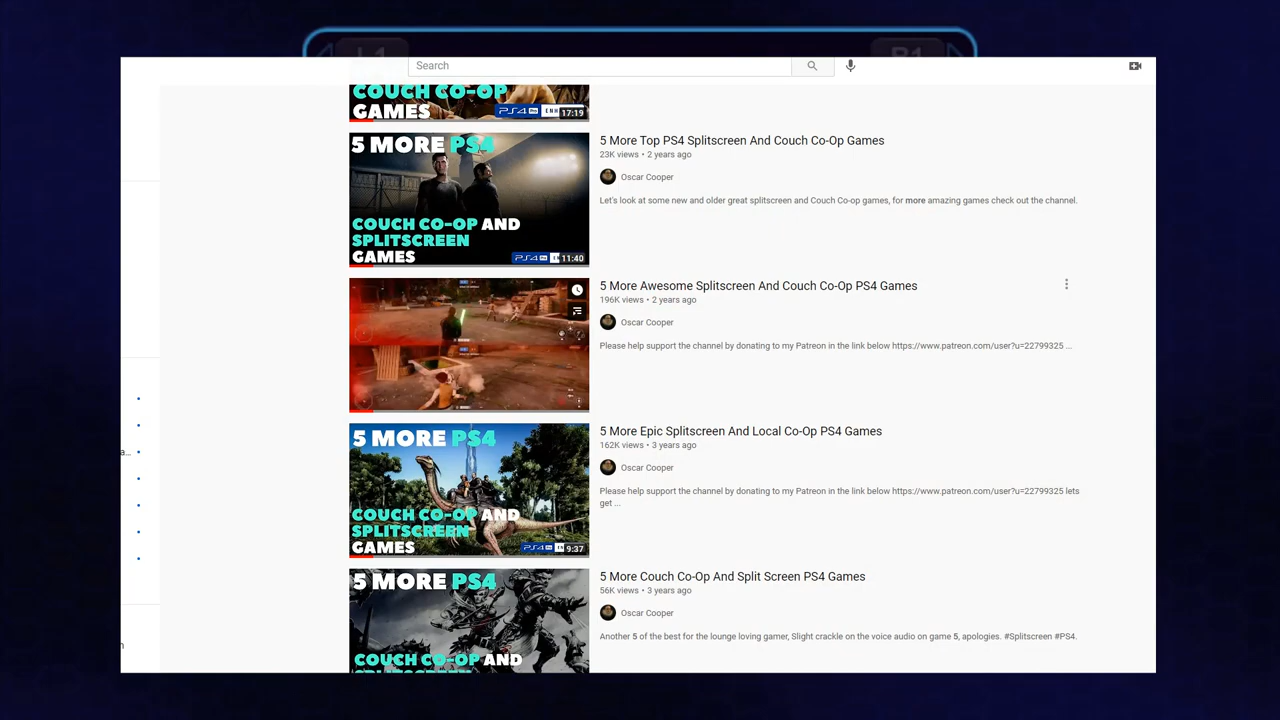 L1
R1
Search
COUCH CO-OP
GAMES
PS4 Pro ENH
17:19
5 MORE PS4
COUCH CO-OP AND
SPLITSCREEN
GAMES
PS4 Pro
11:40
5 More Top PS4 Splitscreen And Couch Co-Op Games
23K views • 2 years ago
Oscar Cooper
Let's look at some new and older great splitscreen and Couch Co-op games, for more amazing games check out the channel.
5 More Awesome Splitscreen And Couch Co-Op PS4 Games
196K views • 2 years ago
Oscar Cooper
Please help support the channel by donating to my Patreon in the link below https://www.patreon.com/user?u=22799325 ...
a...
5 MORE PS4
COUCH CO-OP AND
SPLITSCREEN
GAMES
PS4 Pro
9:37
5 More Epic Splitscreen And Local Co-Op PS4 Games
162K views • 3 years ago
Oscar Cooper
Please help support the channel by donating to my Patreon in the link below https://www.patreon.com/user?u=22799325 lets
get ...
5 MORE PS4
COUCH CO-OP AND
SPLITSCREEN
5 More Couch Co-Op And Split Screen PS4 Games
56K views • 3 years ago
Oscar Cooper
Another 5 of the best for the lounge loving gamer, Slight crackle on the voice audio on game 5, apologies. #Splitscreen #PS4.